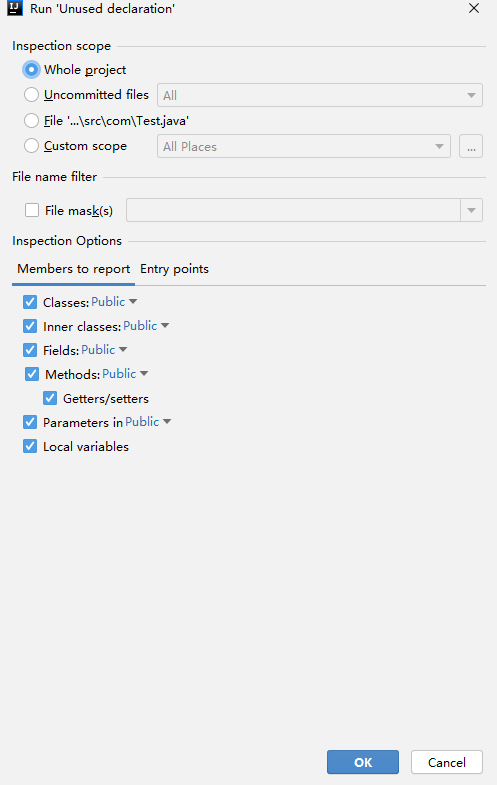 IJ Run 'Unused declaration'
Inspection scope
Whole project
Uncommitted files All
File '...\src\com\Test.java'
Custom scope All Places ...
File name filter
File mask(s)
Inspection Options
Members to report Entry points
Classes: Public
Inner classes: Public
Fields: Public
Methods: Public
Getters/setters
Parameters in Public
Local variables
OK Cancel